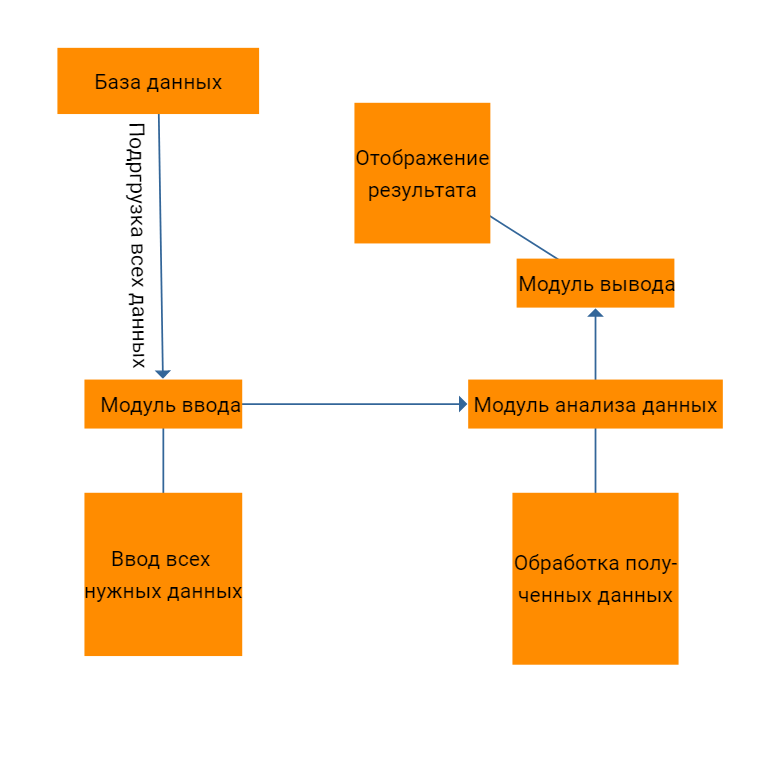 База данных
Подргрузка всех данных
Отображение
результата
Модуль вывода
Модуль ввода
Модуль анализа данных
Ввод всех
нужных данных
Обработка полу-
ченных данных